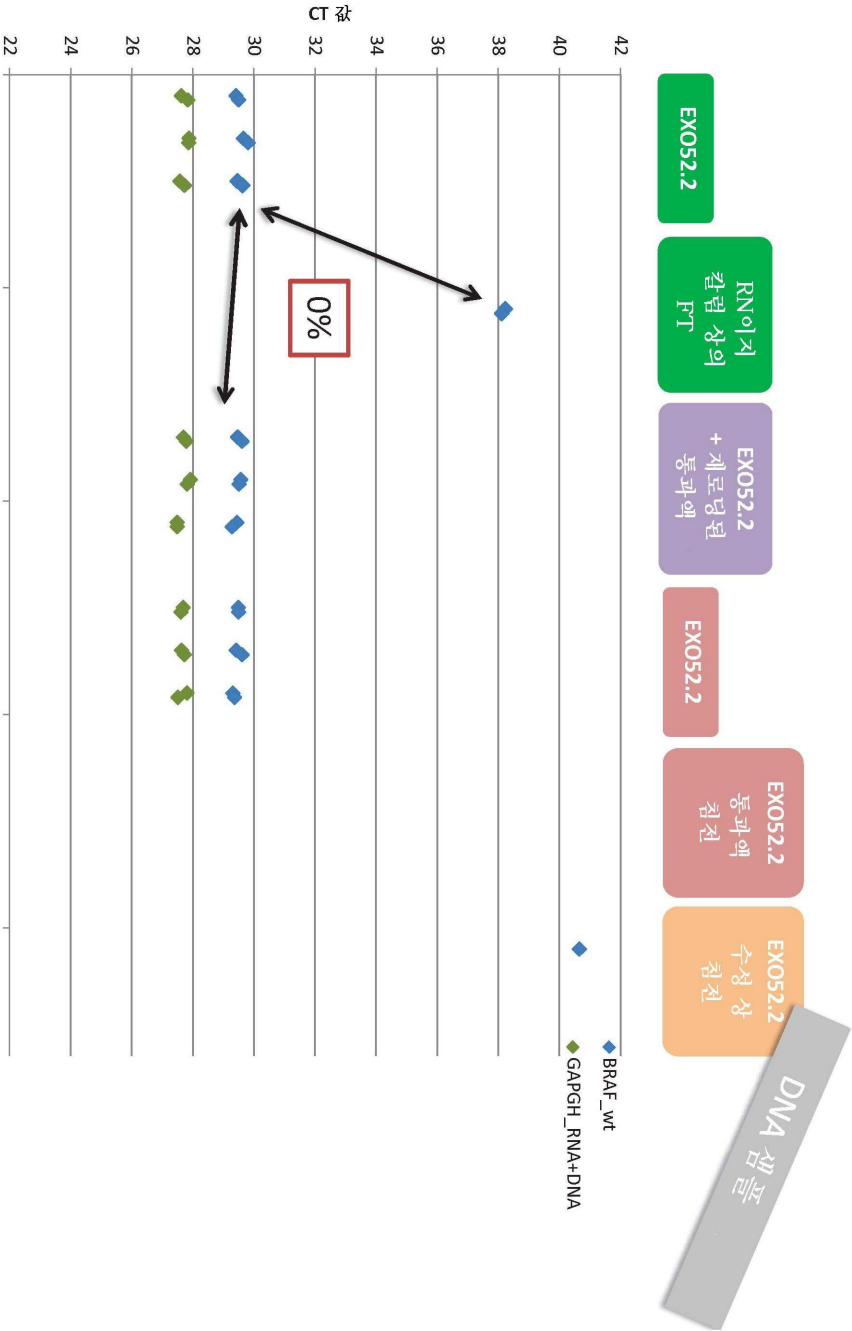 EXO52.2
RN이지
칼럼 상의
FT
EXO52.2
+ 재로딩된
통과액
EXO52.2
EXO52.2
통과액
침전
EXO52.2
수성 상
침전
DNA 샘플
CT 값
42
40
38
36
34
32
30
28
26
24
22
0%
BRAF_wt
GAPGH_RNA+DNA